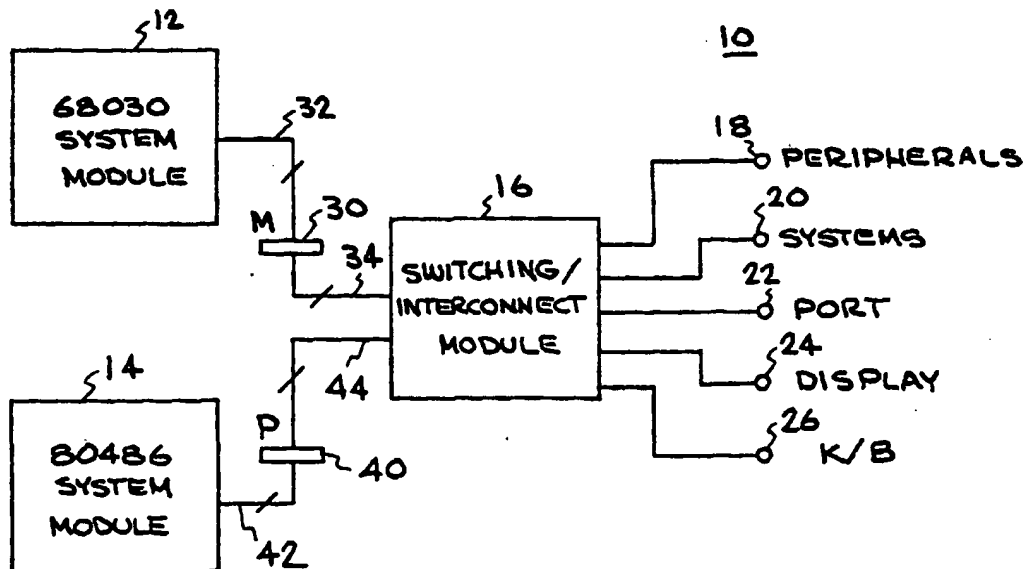 12
10
68030
SYSTEM
MODULE
32
M
30
34
16
SWITCHING/
INTERCONNECT
MODULE
18
PERIPHERALS
20
SYSTEMS
22
PORT
24
DISPLAY
26
K/B
14
80486
SYSTEM
MODULE
44
P
40
42